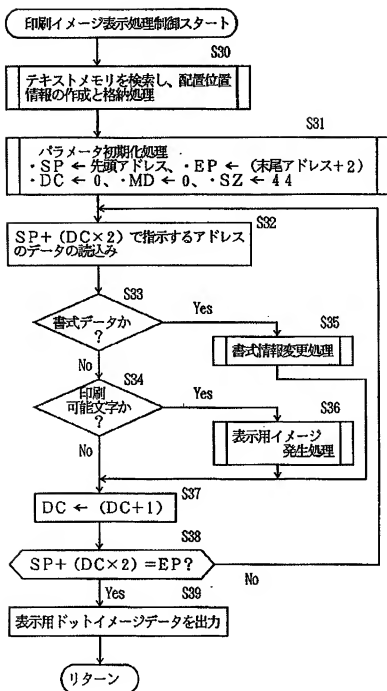 印刷イメージ表示処理制御スタート
S30
テキストメモリを検索し、配置位置
情報の作成と格納処理
S31
パラメータ初期化処理
・SP ← 先頭アドレス、・EP ← (末尾アドレス+2)
・DC ← 0、・MD ← 0、・SZ ← 44
S32
SP+(DC×2)で指示するアドレス
のデータの読込み
S33
書式データか
?
Yes
S35
書式情報変更処理
No
S34
印刷
可能文字か
?
Yes
S36
表示用イメージ
発生処理
No
S37
DC ← (DC+1)
S38
SP+(DC×2)=EP?
No
Yes
S39
表示用ドットイメージデータを出力
リターン